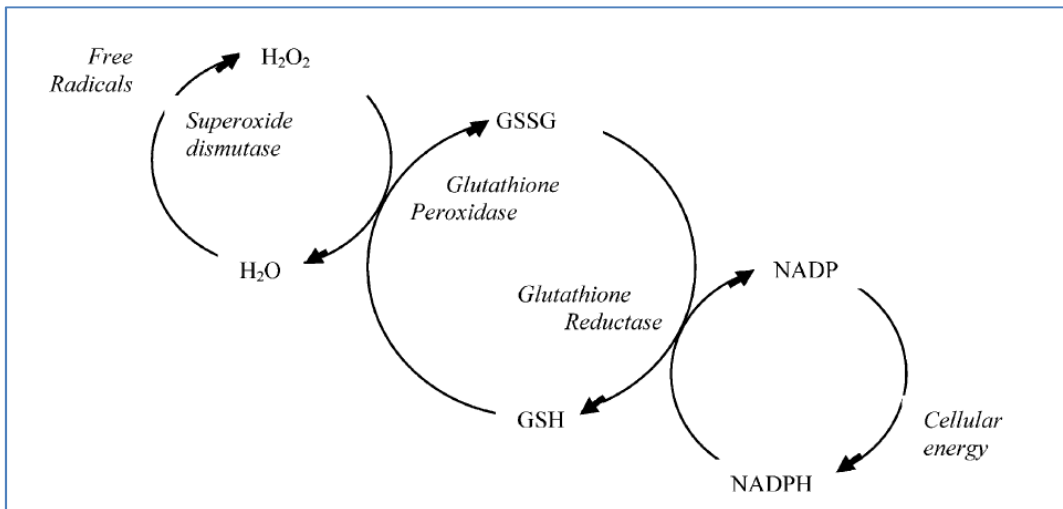 Free
Radicals
H₂O₂
Superoxide
dismutase
GSSG
Glutathione
Peroxidase
H₂O
NADP
Glutathione
Reductase
GSH
Cellular
energy
NADPH